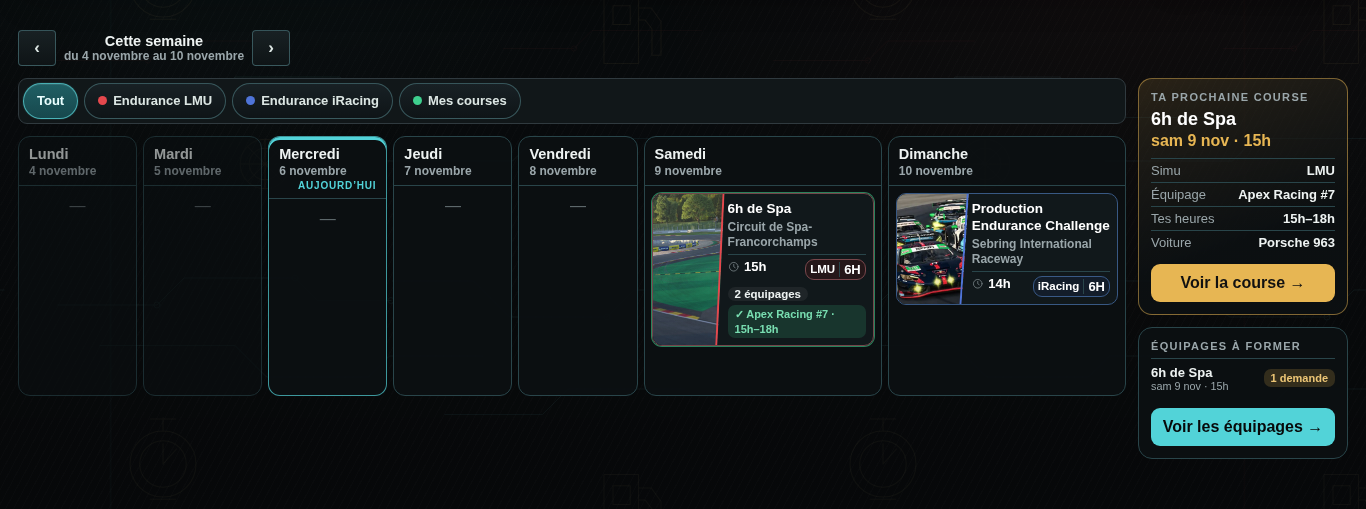 ‹
Cette semaine
du 4 novembre au 10 novembre
›
Tout
Endurance LMU
Endurance iRacing
Mes courses
Lundi
4 novembre
—
Mardi
5 novembre
—
Mercredi
6 novembre
AUJOURD'HUI
—
Jeudi
7 novembre
—
Vendredi
8 novembre
—
Samedi
9 novembre
6h de Spa
Circuit de Spa-
Francorchamps
15h
LMU 6H
2 équipages
✓ Apex Racing #7 ·
15h–18h
Dimanche
10 novembre
Production
Endurance Challenge
Sebring International
Raceway
14h
iRacing 6H
TA PROCHAINE COURSE
6h de Spa
sam 9 nov · 15h
Simu LMU
Équipage Apex Racing #7
Tes heures 15h–18h
Voiture Porsche 963
Voir la course →
ÉQUIPAGES À FORMER
6h de Spa
sam 9 nov · 15h
1 demande
Voir les équipages →